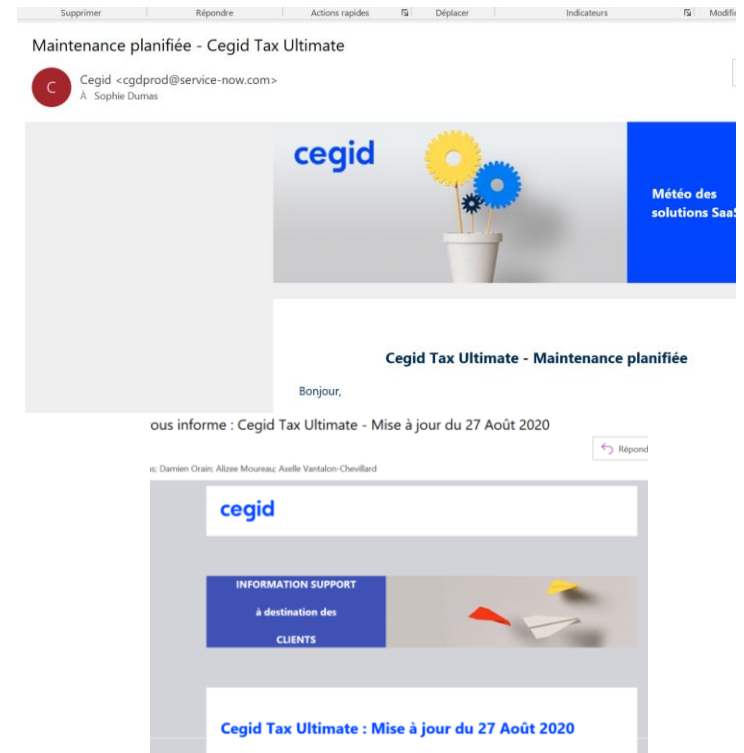 Supprimer Répondre Actions rapides Déplacer Indicateurs Modifi
Maintenance planifiée - Cegid Tax Ultimate
C
Cegid <cgdprod@service-now.com>
À Sophie Dumas
cegid
Météo des
solutions SaaS
Cegid Tax Ultimate - Maintenance planifiée
Bonjour,
ous informe : Cegid Tax Ultimate - Mise à jour du 27 Août 2020
Répond
as; Damien Orain; Alizee Moureau; Axelle Vantalon-Chevillard
cegid
INFORMATION SUPPORT
à destination des
CLIENTS
Cegid Tax Ultimate : Mise à jour du 27 Août 2020